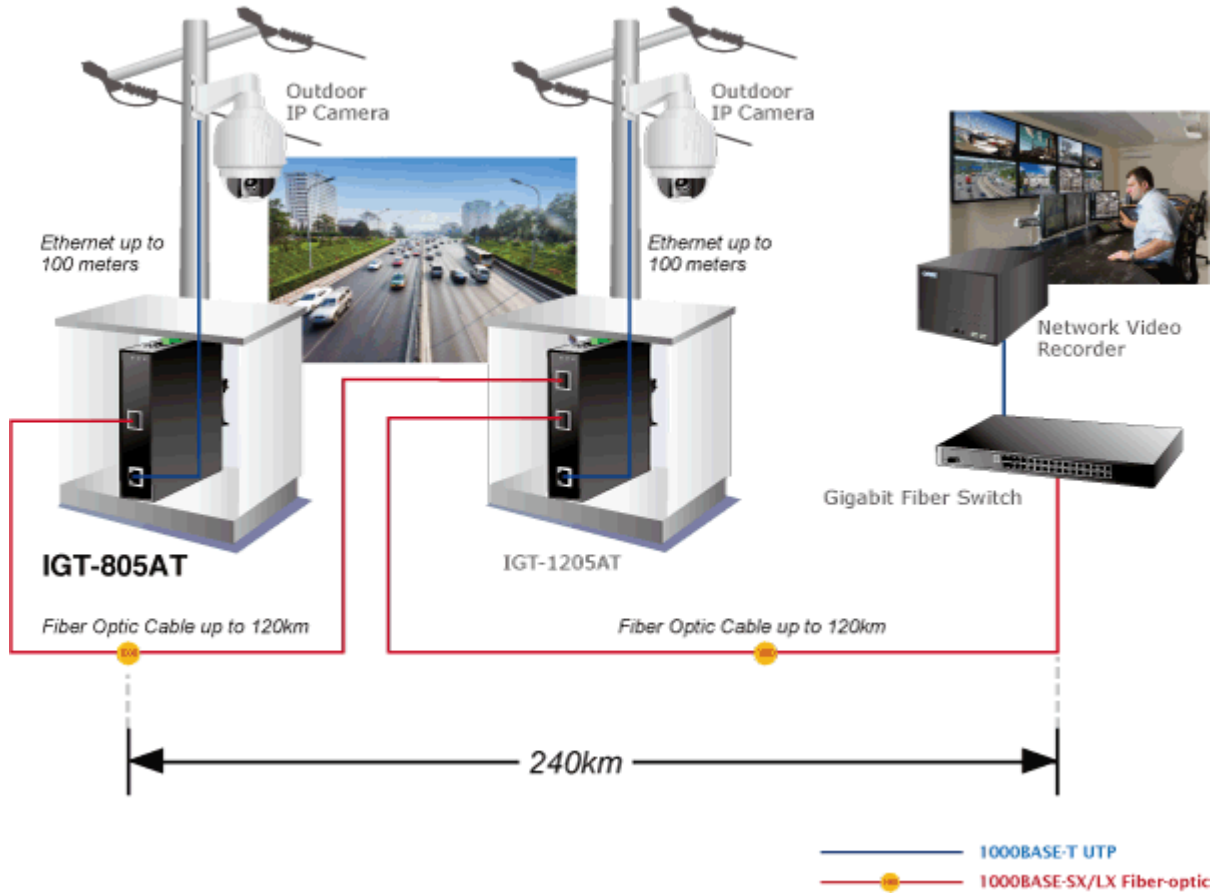 Outdoor
IP Camera
Outdoor
IP Camera
Ethernet up to
100 meters
Ethernet up to
100 meters
Network Video
Recorder
Gigabit Fiber Switch
IGT-805AT
IGT-1205AT
Fiber Optic Cable up to 120km
Fiber Optic Cable up to 120km
240km
1000BASE-T UTP
1000BASE-SX/LX Fiber-optic